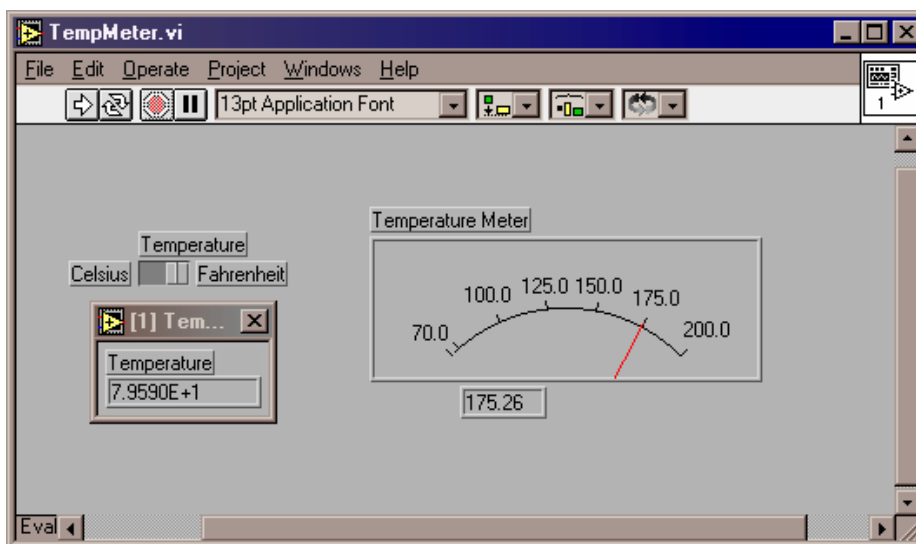 TempMeter.vi
File Edit Operate Project Windows Help
13pt Application Font
1
Temperature Meter
Temperature
Celsius Fahrenheit
70.0 100.0 125.0 150.0 175.0 200.0
[1] Tem...
Temperature
7.9590E+1
175.26
Eval